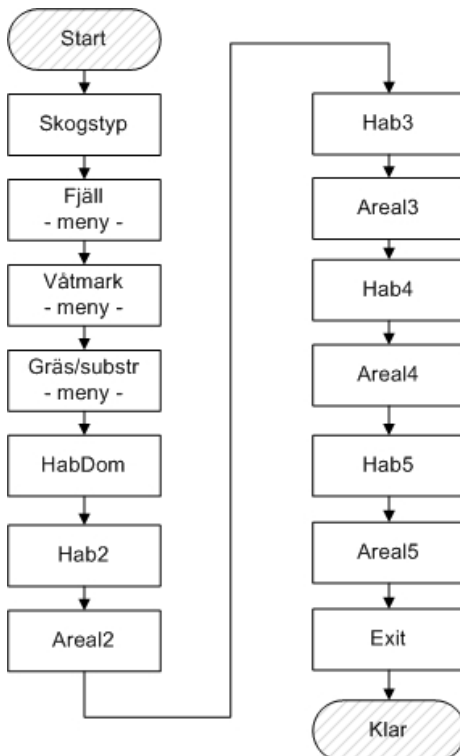 Start
Skogstyp
Fjäll
- meny -
Våtmark
- meny -
Gräs/substr
- meny -
HabDom
Hab2
Areal2
Hab3
Areal3
Hab4
Areal4
Hab5
Areal5
Exit
Klar